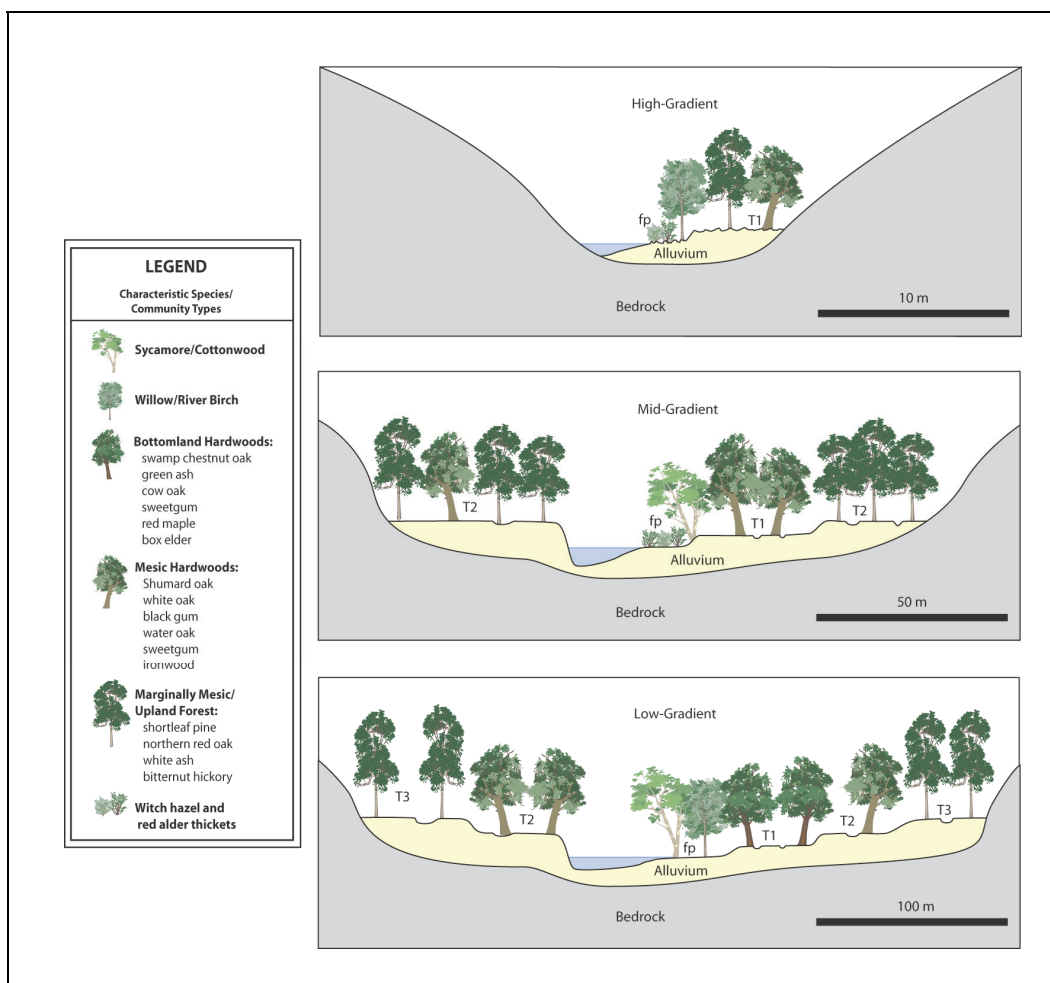 LEGEND
Characteristic Species/
Community Types
Sycamore/Cottonwood
Willow/River Birch
Bottomland Hardwoods:
swamp chestnut oak
green ash
cow oak
sweetgum
red maple
box elder
Mesic Hardwoods:
Shumard oak
white oak
black gum
water oak
sweetgum
ironwood
Marginally Mesic/
Upland Forest:
shortleaf pine
northern red oak
white ash
bitternut hickory
Witch hazel and
red alder thickets
High-Gradient
fp
T1
Alluvium
Bedrock
10 m
Mid-Gradient
T2
fp
T1
T2
Alluvium
Bedrock
50 m
Low-Gradient
T3
T2
fp
T1
T2
T3
Alluvium
Bedrock
100 m